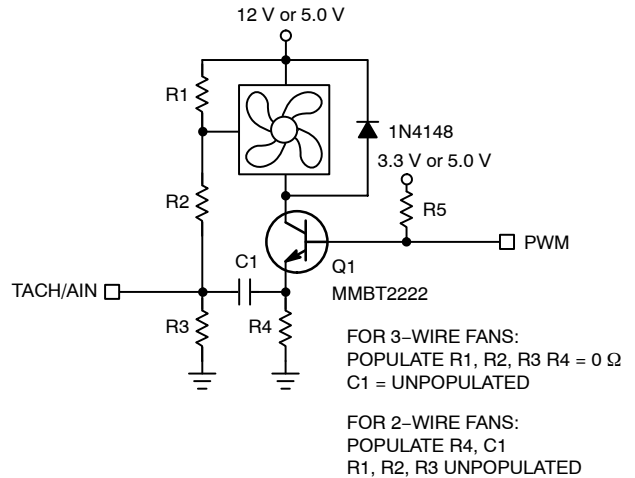 12 V or 5.0 V
R1
1N4148
3.3 V or 5.0 V
R2
R5
PWM
C1
Q1
TACH/AIN
MMBT2222
R3
R4
FOR 3−WIRE FANS:
POPULATE R1, R2, R3 R4 = 0 Ω
C1 = UNPOPULATED
FOR 2−WIRE FANS:
POPULATE R4, C1
R1, R2, R3 UNPOPULATED